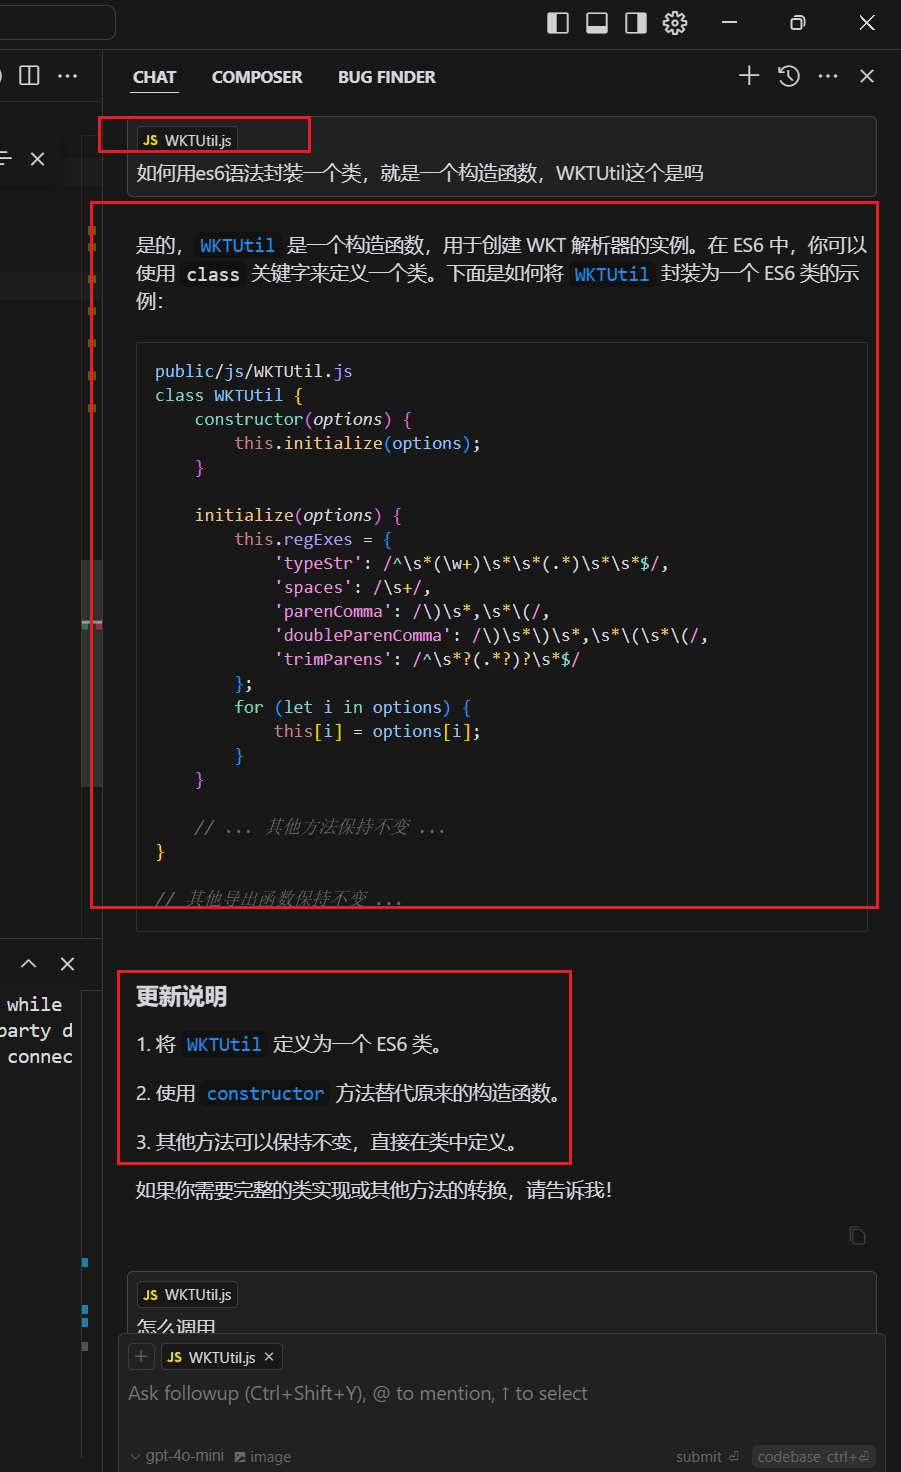 CHAT COMPOSER BUG FINDER
JS WKTUtil.js
如何用es6语法封装一个类，就是一个构造函数，WKTUtil这个是吗
是的， WKTUtil 是一个构造函数，用于创建 WKT 解析器的实例。在 ES6 中，你可以
使用 class 关键字来定义一个类。下面是如何将 WKTUtil 封装为一个 ES6 类的示
例：
public/js/WKTUtil.js
class WKTUtil {
    constructor(options) {
        this.initialize(options);
    }
    initialize(options) {
        this.regExes = {
            'typeStr': /^\s*(\w+)\s*\s*(.*)\s*\s*$/,
            'spaces': /\s+/,
            'parenComma': /\)\s*,\s*\(/,
            'doubleParenComma': /\)\s*\)\s*,\s*\(\s*\(/,
            'trimParens': /^\s*?(.*?)?\s*$/
        };
        for (let i in options) {
            this[i] = options[i];
        }
    }
    // ... 其他方法保持不变 ...
}
// 其他导出函数保持不变 ...
while
party d
connec
更新说明
1. 将 WKTUtil 定义为一个 ES6 类。
2. 使用 constructor 方法替代原来的构造函数。
3. 其他方法可以保持不变，直接在类中定义。
如果你需要完整的类实现或其他方法的转换，请告诉我！
JS WKTUtil.js
怎么调用
JS WKTUtil.js
Ask followup (Ctrl+Shift+Y), @ to mention, ↑ to select
gpt-4o-mini image submit ⏎ codebase ctrl+⏎